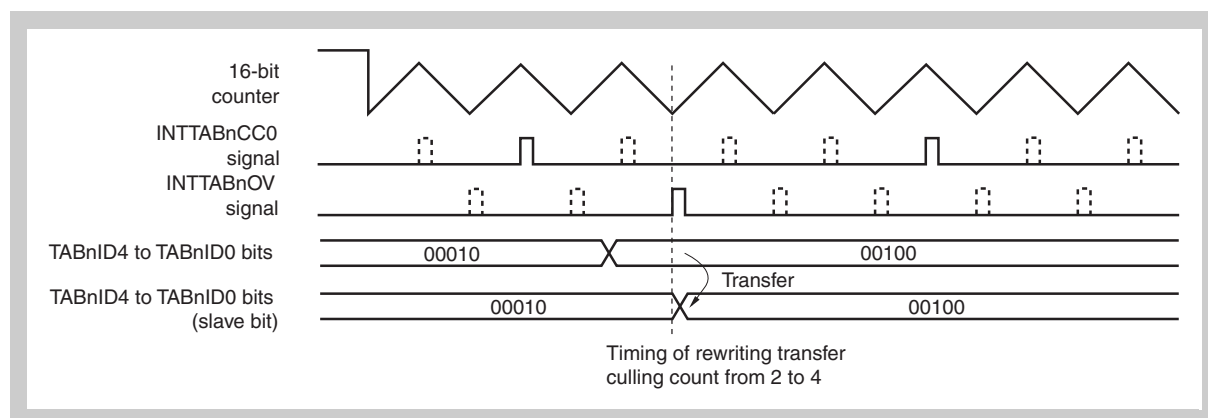 16-bit
counter
INTTABnCC0
signal
INTTABnOV
signal
TABnID4 to TABnID0 bits
00010
00100
Transfer
TABnID4 to TABnID0 bits
(slave bit)
00010
00100
Timing of rewriting transfer
culling count from 2 to 4